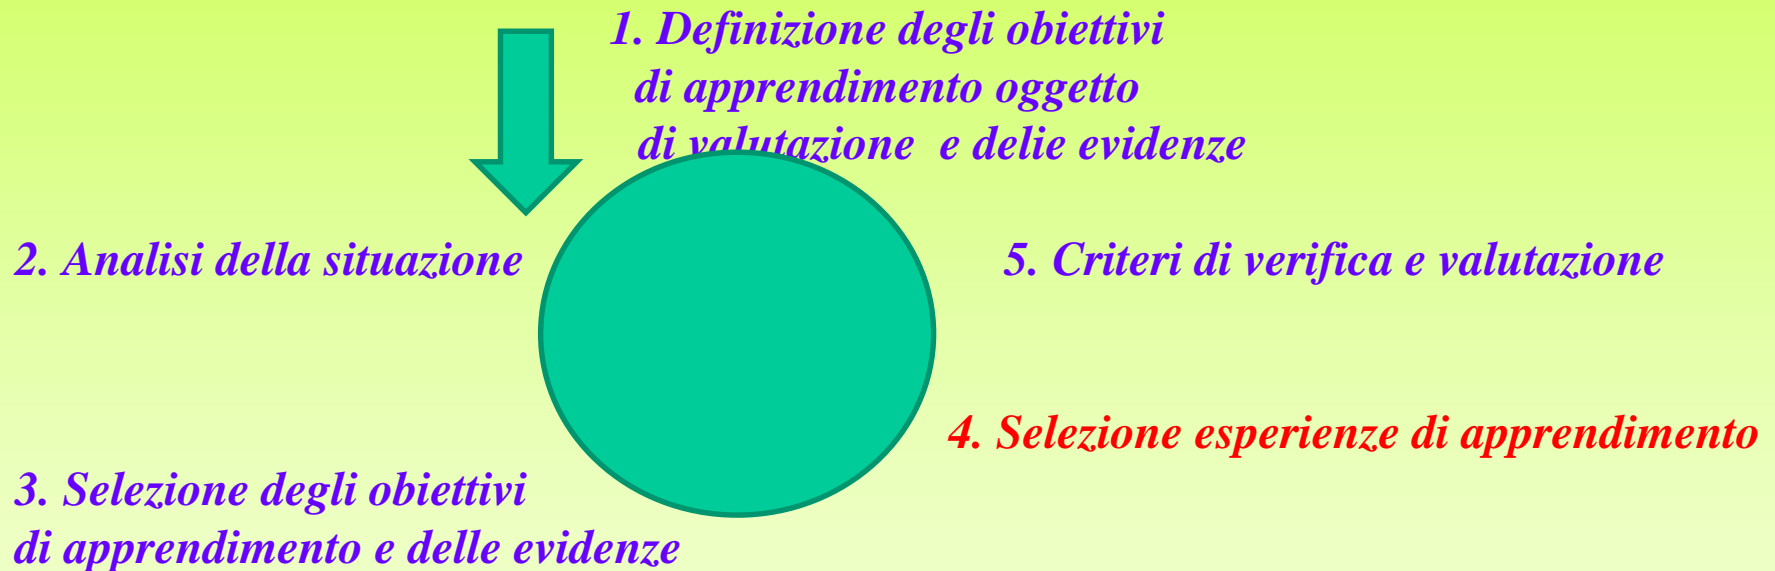 1. Definizione degli obiettivi
di apprendimento oggetto
di valutazione e delie evidenze
2. Analisi della situazione
5. Criteri di verifica e valutazione
4. Selezione esperienze di apprendimento
3. Selezione degli obiettivi
di apprendimento e delle evidenze